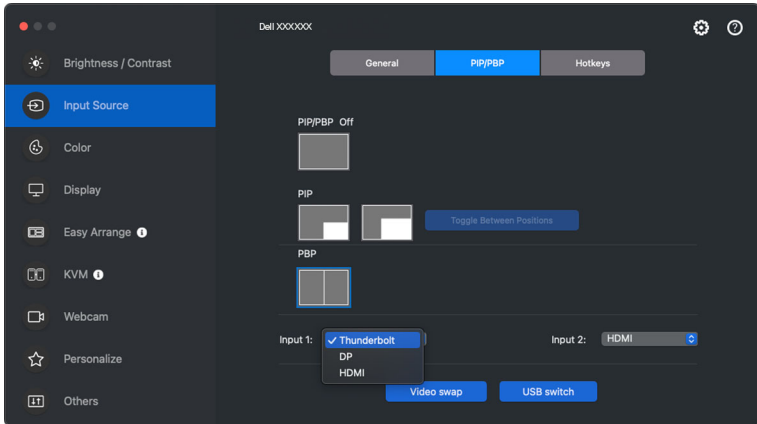 Dell XXXXXX
General PIP/PBP Hotkeys
Brightness / Contrast
Input Source
Color
Display
Easy Arrange
KVM
Webcam
Personalize
Others
PIP/PBP Off
PIP
Toggle Between Positions
PBP
Input 1: ✓ Thunderbolt
DP
HDMI
Input 2: HDMI
Video swap USB switch